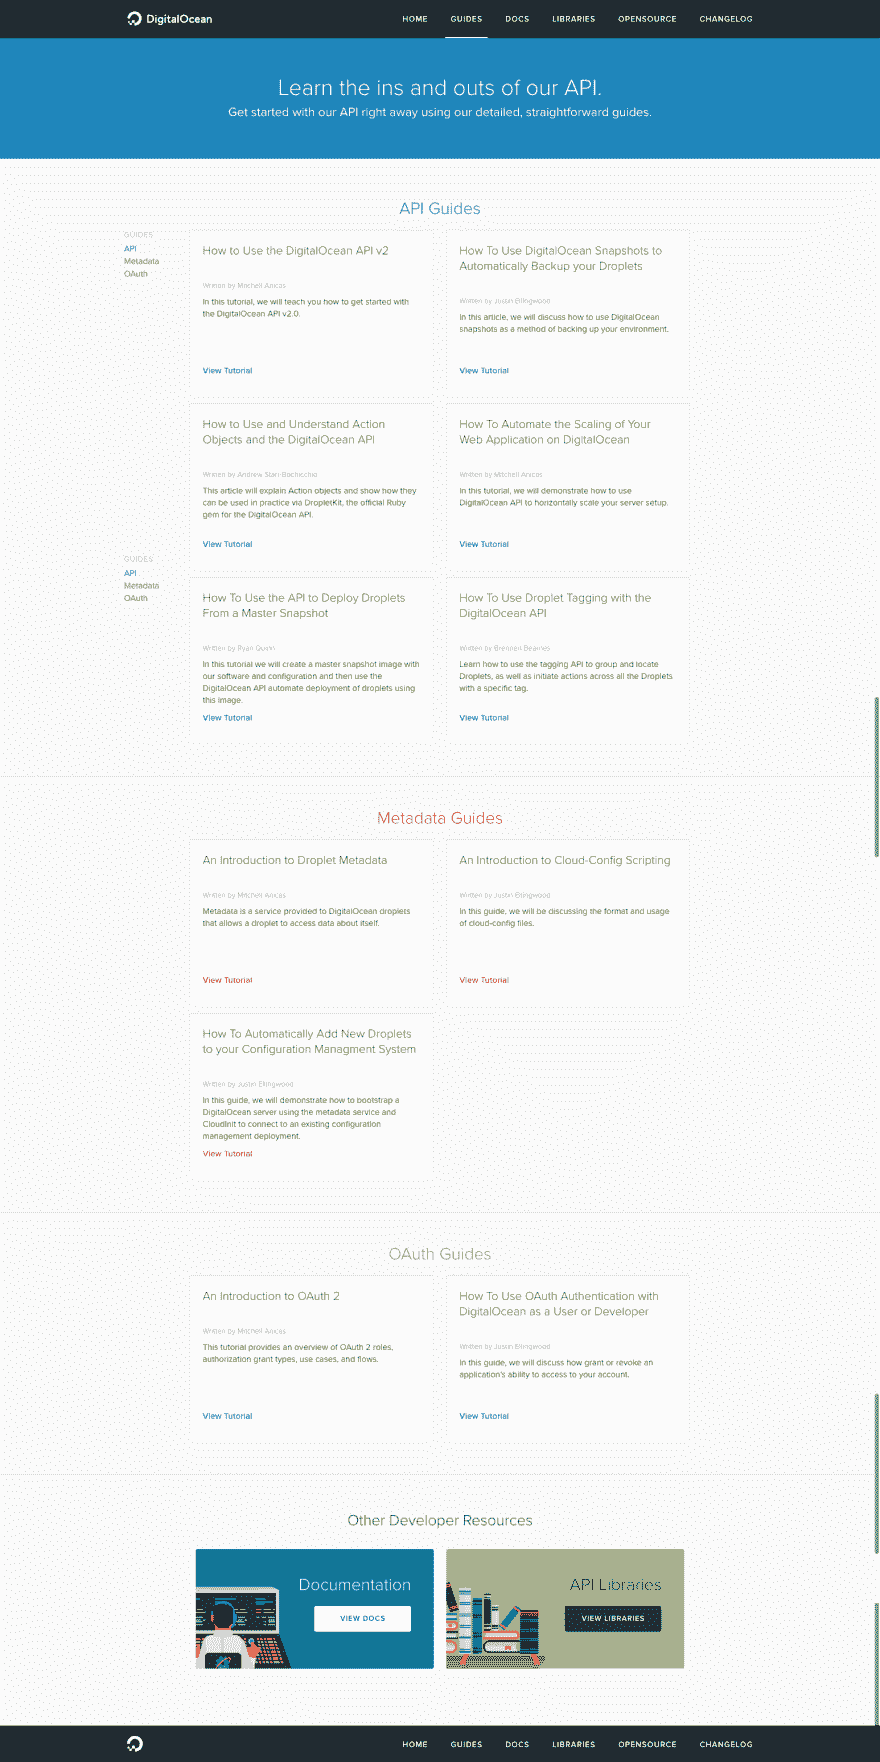 DigitalOcean
HOME GUIDES DOCS LIBRARIES OPENSOURCE CHANGELOG
Learn the ins and outs of our API.
Get started with our API right away using our detailed, straightforward guides.
API Guides
GUIDES
API
Metadata
OAuth
How to Use the DigitalOcean API v2
Written by Mitchell Anicas
In this tutorial, we will teach you how to get started with
the DigitalOcean API v2.0.
View Tutorial
How To Use DigitalOcean Snapshots to
Automatically Backup your Droplets
Written by Justin Ellingwood
In this article, we will discuss how to use DigitalOcean
snapshots as a method of backing up your environment.
View Tutorial
How to Use and Understand Action
Objects and the DigitalOcean API
Written by Andrew Starr-Bochicchio
This article will explain Action objects and show how they
can be used in practice via DropletKit, the official Ruby
gem for the DigitalOcean API.
View Tutorial
How To Automate the Scaling of Your
Web Application on DigitalOcean
Written by Mitchell Anicas
In this tutorial, we will demonstrate how to use
DigitalOcean API to horizontally scale your server setup.
View Tutorial
GUIDES
API
Metadata
OAuth
How To Use the API to Deploy Droplets
From a Master Snapshot
Written by Ryan Quinn
In this tutorial we will create a master snapshot image with
our software and configuration and then use the
DigitalOcean API automate deployment of droplets using
this image.
View Tutorial
How To Use Droplet Tagging with the
DigitalOcean API
Written by Brennen Bearnes
Learn how to use the tagging API to group and locate
Droplets, as well as initiate actions across all the Droplets
with a specific tag.
View Tutorial
Metadata Guides
An Introduction to Droplet Metadata
Written by Mitchell Anicas
Metadata is a service provided to DigitalOcean droplets
that allows a droplet to access data about itself.
View Tutorial
An Introduction to Cloud-Config Scripting
Written by Justin Ellingwood
In this guide, we will be discussing the format and usage
of cloud-config files.
View Tutorial
How To Automatically Add New Droplets
to your Configuration Managment System
Written by Justin Ellingwood
In this guide, we will demonstrate how to bootstrap a
DigitalOcean server using the metadata service and
CloudInit to connect to an existing configuration
management deployment.
View Tutorial
OAuth Guides
An Introduction to OAuth 2
Written by Mitchell Anicas
This tutorial provides an overview of OAuth 2 roles,
authorization grant types, use cases, and flows.
View Tutorial
How To Use OAuth Authentication with
DigitalOcean as a User or Developer
Written by Justin Ellingwood
In this guide, we will discuss how grant or revoke an
application's ability to access to your account.
View Tutorial
Other Developer Resources
Documentation
VIEW DOCS
API Libraries
VIEW LIBRARIES
HOME GUIDES DOCS LIBRARIES OPENSOURCE CHANGELOG